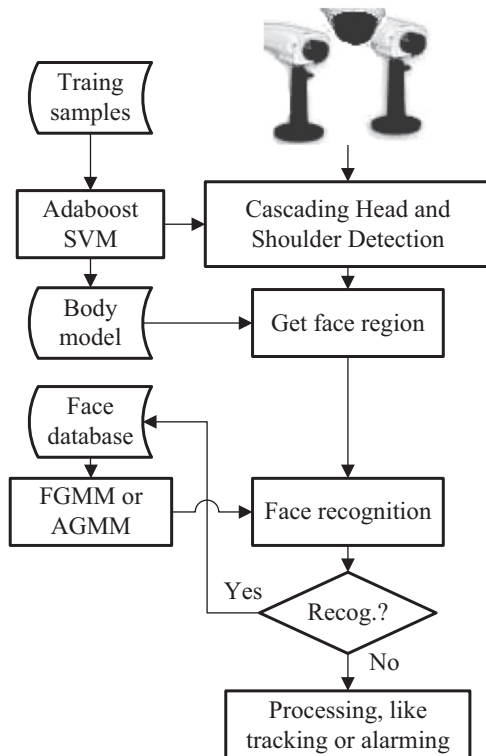 Traing
samples
Adaboost
SVM
Cascading Head and
Shoulder Detection
Body
model
Get face region
Face
database
FGMM or
AGMM
Face recognition
Yes
Recog.?
No
Processing, like
tracking or alarming